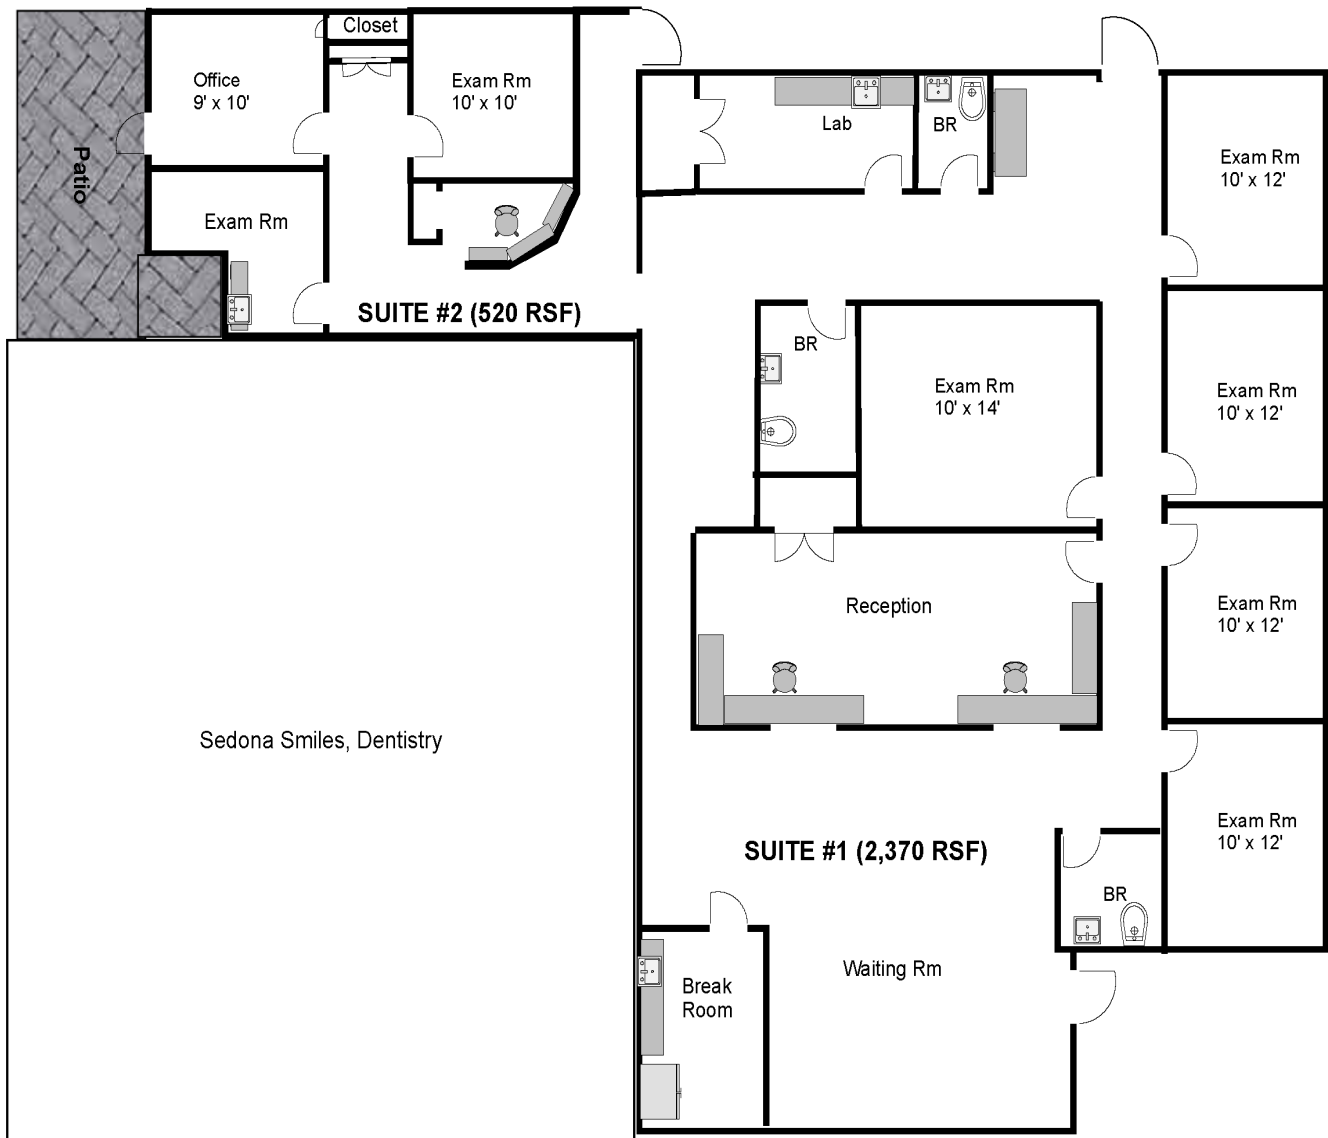 Closet
Office
9' x 10'
Exam Rm
10' x 10'
Lab
BR
Exam Rm
10' x 12'
Patio
Exam Rm
SUITE #2 (520 RSF)
BR
Exam Rm
10' x 14'
Exam Rm
10' x 12'
Reception
Exam Rm
10' x 12'
Sedona Smiles, Dentistry
SUITE #1 (2,370 RSF)
Exam Rm
10' x 12'
BR
Waiting Rm
Break
Room